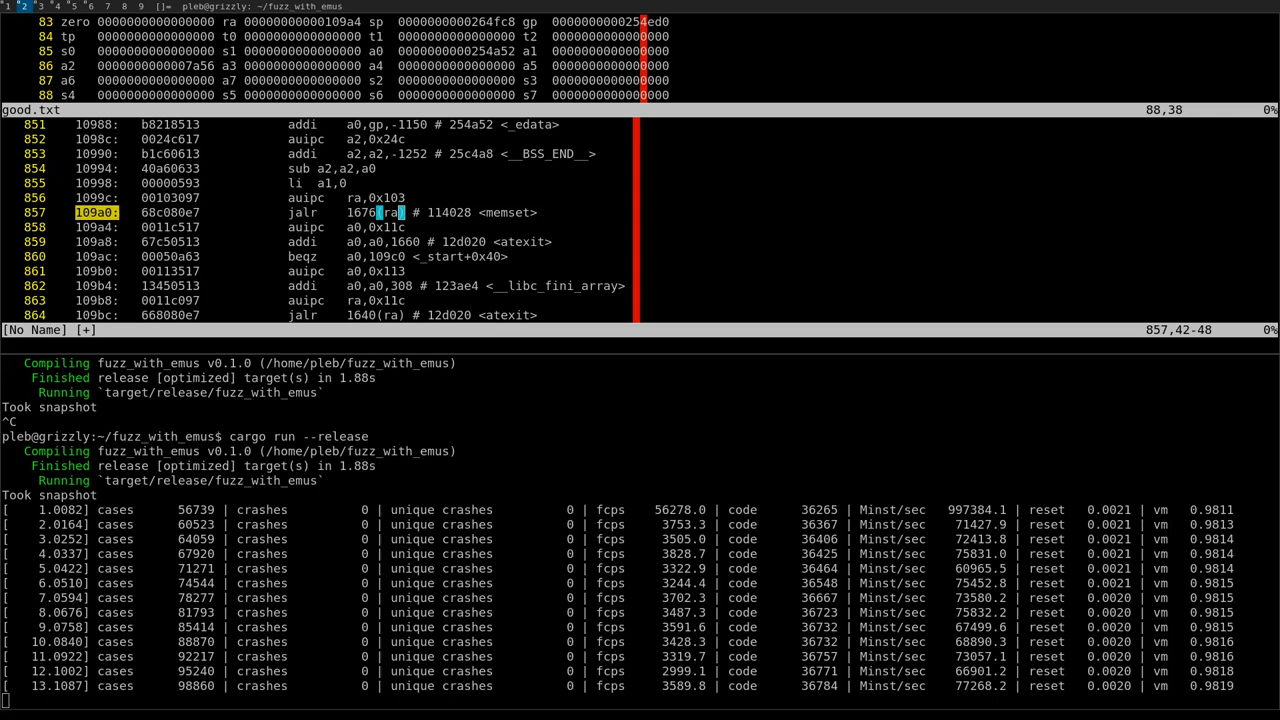 1 2 3 4 5 6 7 8 9 []= pleb@grizzly: ~/fuzz_with_emus
83 zero 0000000000000000 ra 00000000000109a4 sp 0000000000264fc8 gp 0000000000254ed0
84 tp 0000000000000000 t0 0000000000000000 t1 0000000000000000 t2 0000000000000000
85 s0 0000000000000000 s1 0000000000000000 a0 0000000000254a52 a1 0000000000000000
86 a2 0000000000007a56 a3 0000000000000000 a4 0000000000000000 a5 0000000000000000
87 a6 0000000000000000 a7 0000000000000000 s2 0000000000000000 s3 0000000000000000
88 s4 0000000000000000 s5 0000000000000000 s6 0000000000000000 s7 0000000000000000
good.txt 88,38 0%
851 10988: b8218513 addi a0,gp,-1150 # 254a52 <_edata>
852 1098c: 0024c617 auipc a2,0x24c
853 10990: b1c60613 addi a2,a2,-1252 # 25c4a8 <__BSS_END__>
854 10994: 40a60633 sub a2,a2,a0
855 10998: 00000593 li a1,0
856 1099c: 00103097 auipc ra,0x103
857 109a0: 68c080e7 jalr 1676(ra) # 114028 <memset>
858 109a4: 0011c517 auipc a0,0x11c
859 109a8: 67c50513 addi a0,a0,1660 # 12d020 <atexit>
860 109ac: 00050a63 beqz a0,109c0 <_start+0x40>
861 109b0: 00113517 auipc a0,0x113
862 109b4: 13450513 addi a0,a0,308 # 123ae4 <__libc_fini_array>
863 109b8: 0011c097 auipc ra,0x11c
864 109bc: 668080e7 jalr 1640(ra) # 12d020 <atexit>
[No Name] [+] 857,42-48 0%
Compiling fuzz_with_emus v0.1.0 (/home/pleb/fuzz_with_emus)
Finished release [optimized] target(s) in 1.88s
Running `target/release/fuzz_with_emus`
Took snapshot
^C
pleb@grizzly:~/fuzz_with_emus$ cargo run --release
Compiling fuzz_with_emus v0.1.0 (/home/pleb/fuzz_with_emus)
Finished release [optimized] target(s) in 1.88s
Running `target/release/fuzz_with_emus`
Took snapshot
[ 1.0082] cases 56739 | crashes 0 | unique crashes 0 | fcps 56278.0 | code 36265 | Minst/sec 997384.1 | reset 0.0021 | vm 0.9811
[ 2.0164] cases 60523 | crashes 0 | unique crashes 0 | fcps 3753.3 | code 36367 | Minst/sec 71427.9 | reset 0.0021 | vm 0.9813
[ 3.0252] cases 64059 | crashes 0 | unique crashes 0 | fcps 3505.0 | code 36406 | Minst/sec 72413.8 | reset 0.0021 | vm 0.9814
[ 4.0337] cases 67920 | crashes 0 | unique crashes 0 | fcps 3828.7 | code 36425 | Minst/sec 75831.0 | reset 0.0021 | vm 0.9814
[ 5.0422] cases 71271 | crashes 0 | unique crashes 0 | fcps 3322.9 | code 36464 | Minst/sec 60965.5 | reset 0.0021 | vm 0.9814
[ 6.0510] cases 74544 | crashes 0 | unique crashes 0 | fcps 3244.4 | code 36548 | Minst/sec 75452.8 | reset 0.0021 | vm 0.9815
[ 7.0594] cases 78277 | crashes 0 | unique crashes 0 | fcps 3702.3 | code 36667 | Minst/sec 73580.2 | reset 0.0020 | vm 0.9815
[ 8.0676] cases 81793 | crashes 0 | unique crashes 0 | fcps 3487.3 | code 36723 | Minst/sec 75832.2 | reset 0.0020 | vm 0.9815
[ 9.0758] cases 85414 | crashes 0 | unique crashes 0 | fcps 3591.6 | code 36732 | Minst/sec 67499.6 | reset 0.0020 | vm 0.9815
[ 10.0840] cases 88870 | crashes 0 | unique crashes 0 | fcps 3428.3 | code 36732 | Minst/sec 68890.3 | reset 0.0020 | vm 0.9816
[ 11.0922] cases 92217 | crashes 0 | unique crashes 0 | fcps 3319.7 | code 36757 | Minst/sec 73057.1 | reset 0.0020 | vm 0.9816
[ 12.1002] cases 95240 | crashes 0 | unique crashes 0 | fcps 2999.1 | code 36771 | Minst/sec 66901.2 | reset 0.0020 | vm 0.9818
[ 13.1087] cases 98860 | crashes 0 | unique crashes 0 | fcps 3589.8 | code 36784 | Minst/sec 77268.2 | reset 0.0020 | vm 0.9819